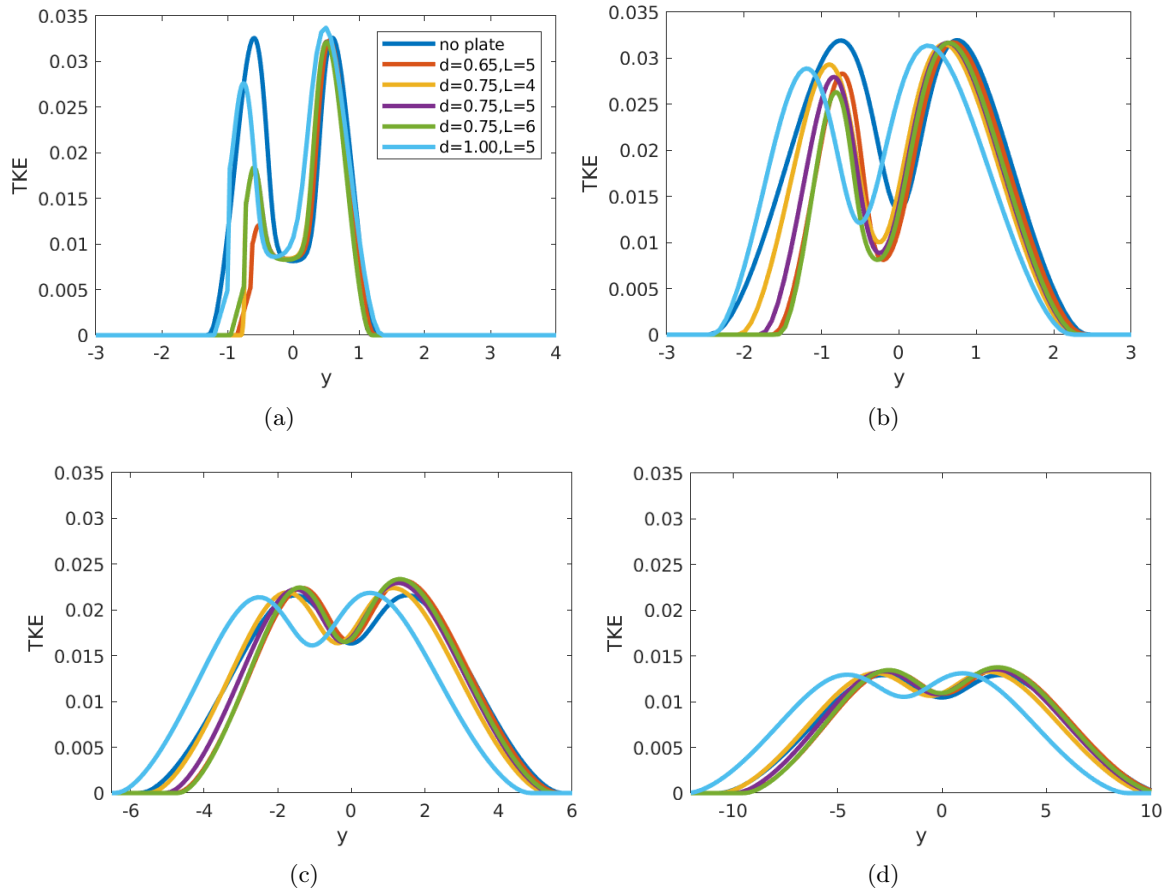 0.035
0.03
0.025
0.02
0.015
0.01
0.005
0
TKE
-3 -2 -1 0 1 2 3 4
y
no plate
d=0.65,L=5
d=0.75,L=4
d=0.75,L=5
d=0.75,L=6
d=1.00,L=5
(a)
0.035
0.03
0.025
0.02
0.015
0.01
0.005
0
TKE
-3 -2 -1 0 1 2 3
y
(b)
0.035
0.03
0.025
0.02
0.015
0.01
0.005
0
TKE
-6 -4 -2 0 2 4 6
y
(c)
0.035
0.03
0.025
0.02
0.015
0.01
0.005
0
TKE
-10 -5 0 5 10
y
(d)